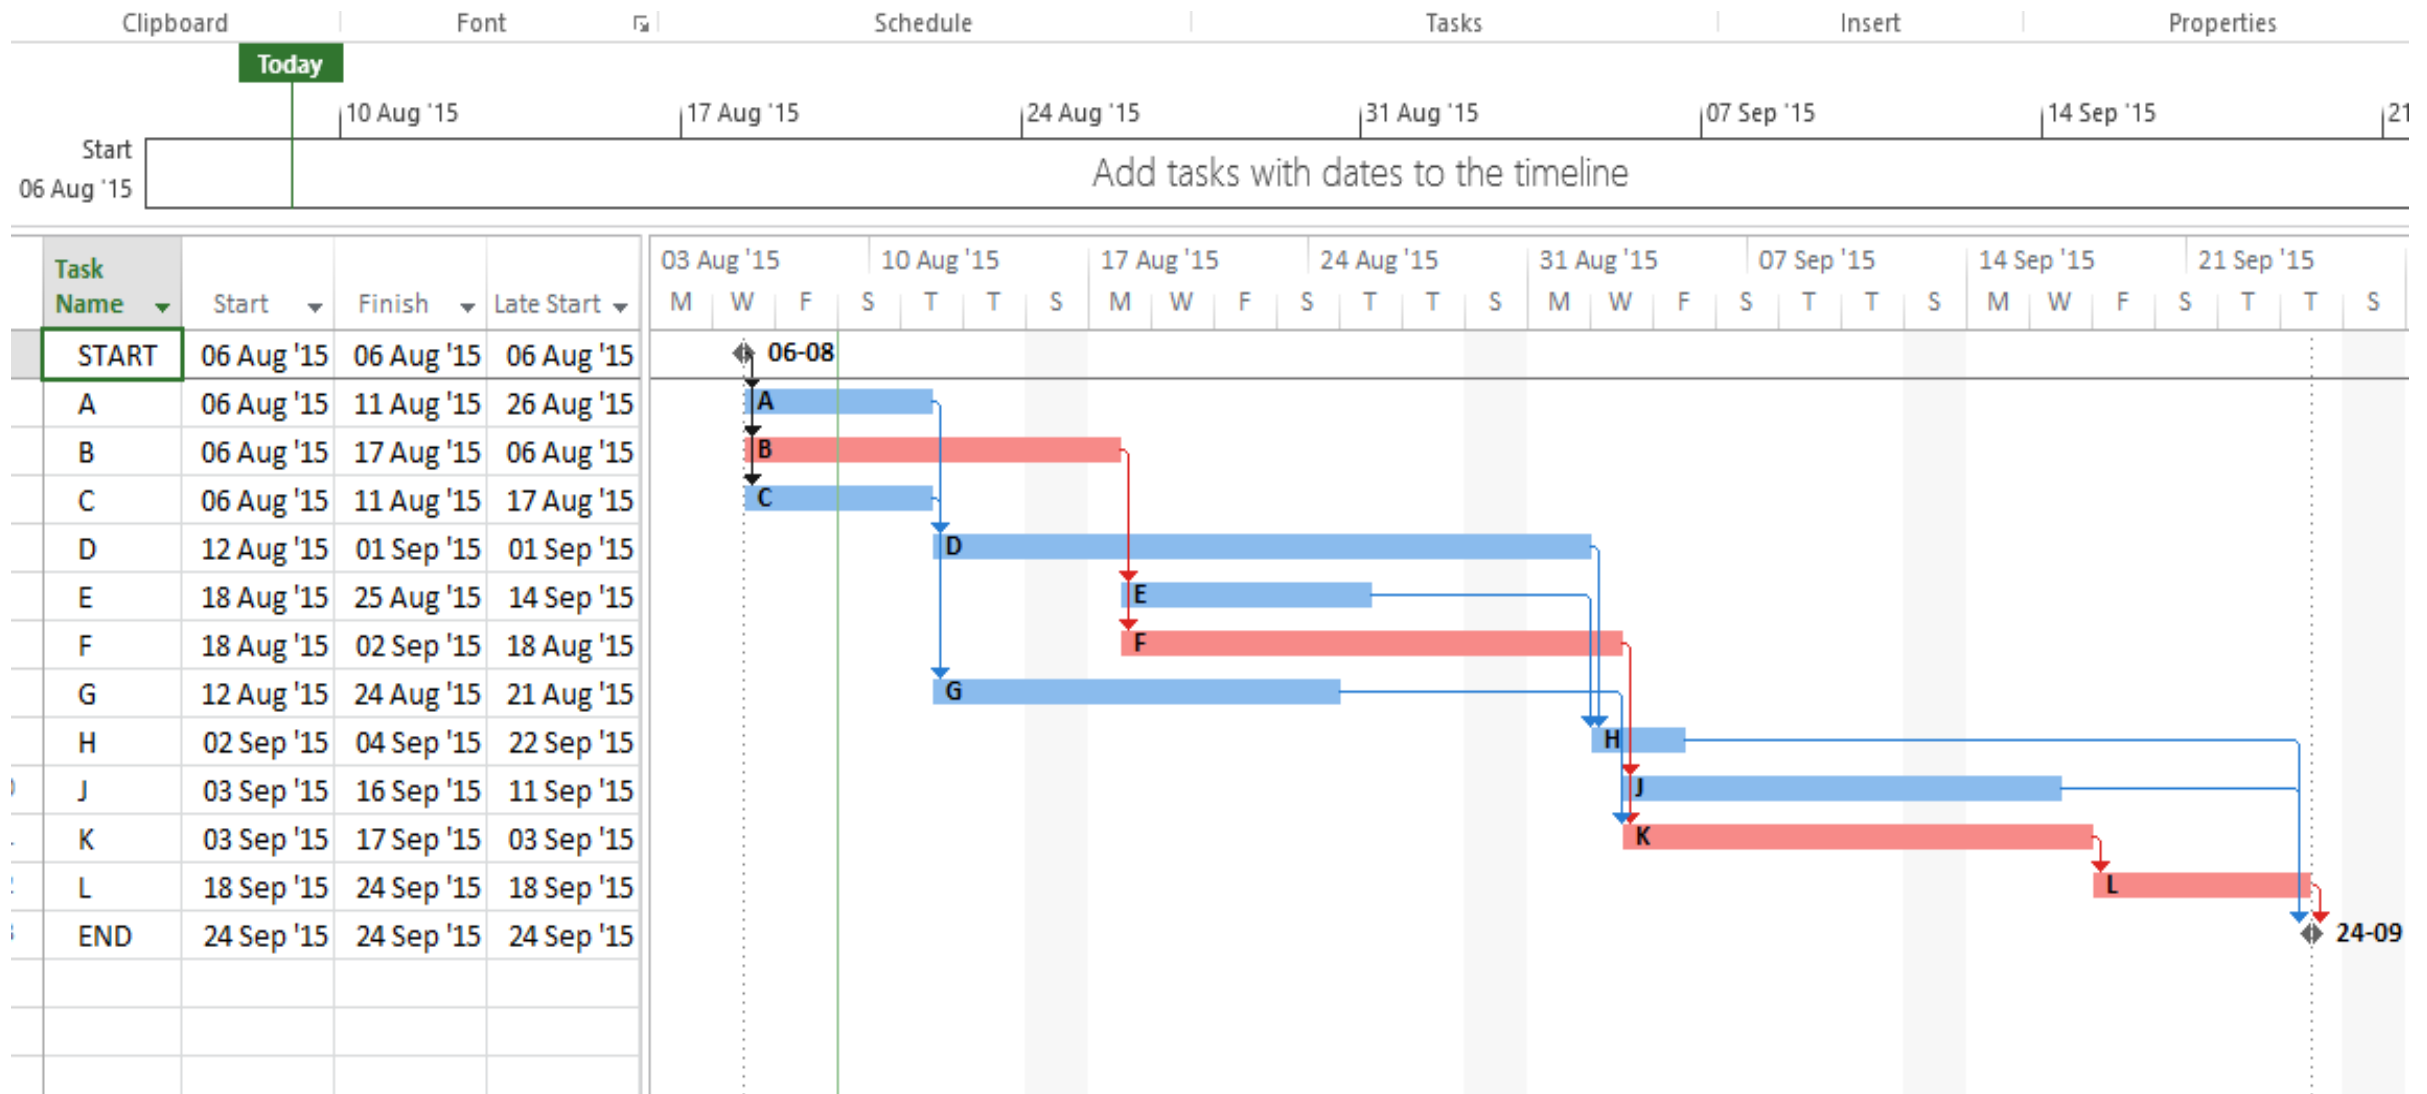 Clipboard Font Schedule Tasks Insert Properties
Today
10 Aug '15 17 Aug '15 24 Aug '15 31 Aug '15 07 Sep '15 14 Sep '15 21
Start
06 Aug '15
Add tasks with dates to the timeline
Task Name Start Finish Late Start
03 Aug '15 10 Aug '15 17 Aug '15 24 Aug '15 31 Aug '15 07 Sep '15 14 Sep '15 21 Sep '15
M W F S T T S M W F S T T S M W F S T T S M W F S T T S
START 06 Aug '15 06 Aug '15 06 Aug '15 06-08
A 06 Aug '15 11 Aug '15 26 Aug '15 A
B 06 Aug '15 17 Aug '15 06 Aug '15 B
C 06 Aug '15 11 Aug '15 17 Aug '15 C
D 12 Aug '15 01 Sep '15 01 Sep '15 D
E 18 Aug '15 25 Aug '15 14 Sep '15 E
F 18 Aug '15 02 Sep '15 18 Aug '15 F
G 12 Aug '15 24 Aug '15 21 Aug '15 G
H 02 Sep '15 04 Sep '15 22 Sep '15 H
J 03 Sep '15 16 Sep '15 11 Sep '15 J
K 03 Sep '15 17 Sep '15 03 Sep '15 K
L 18 Sep '15 24 Sep '15 18 Sep '15 L
END 24 Sep '15 24 Sep '15 24 Sep '15 24-09